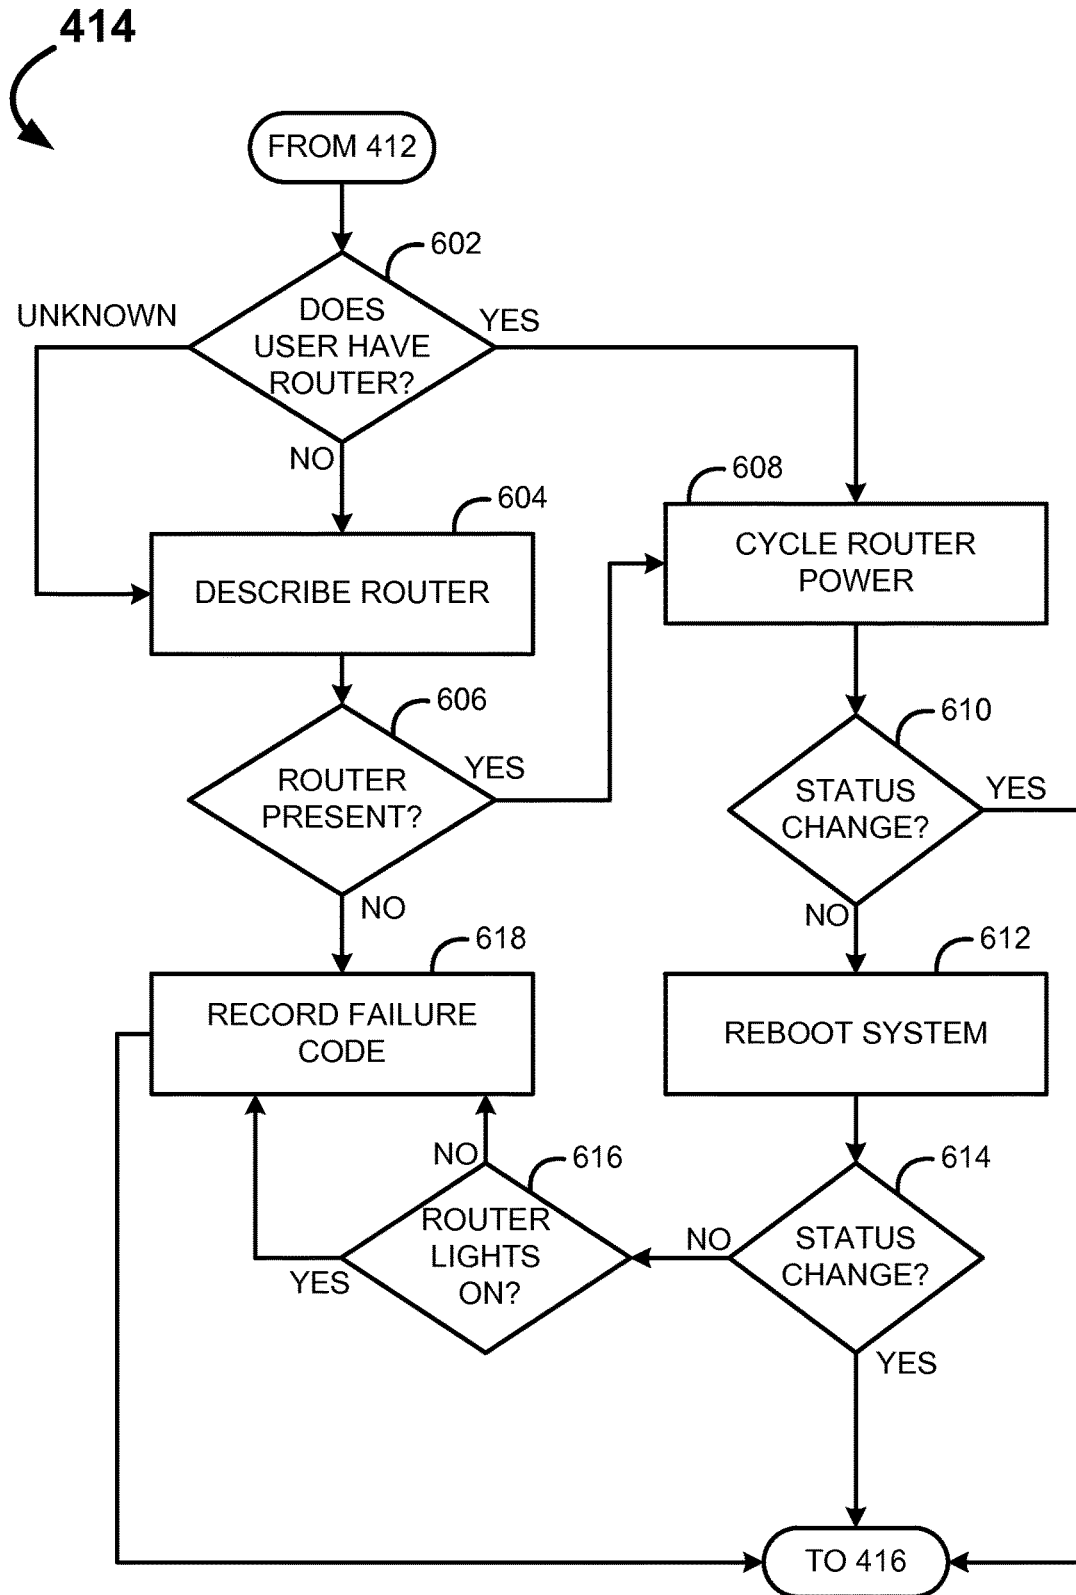 414
FROM 412
602
UNKNOWN
DOES
USER HAVE
ROUTER?
YES
NO
604
DESCRIBE ROUTER
608
CYCLE ROUTER
POWER
606
ROUTER
PRESENT?
YES
NO
610
STATUS
CHANGE?
YES
NO
618
RECORD FAILURE
CODE
612
REBOOT SYSTEM
NO
616
ROUTER
LIGHTS
ON?
YES
614
STATUS
CHANGE?
NO
YES
TO 416